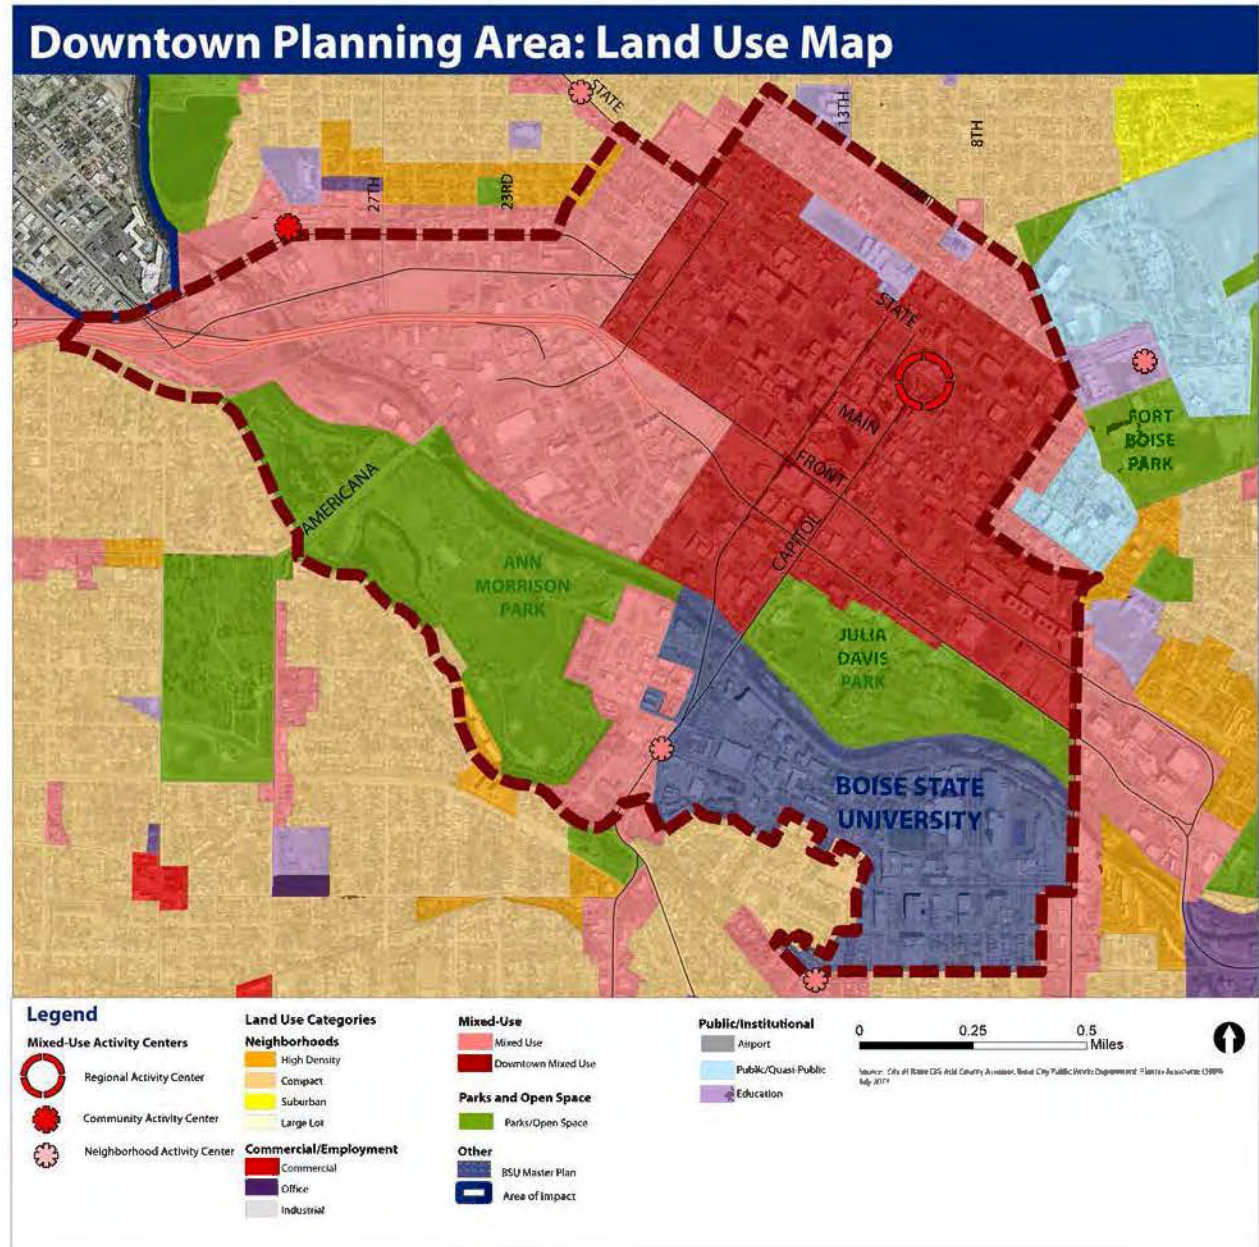 Downtown Planning Area: Land Use Map
STATE
13TH
8TH
27TH
23RD
STATE
MAIN
FRONT
CAPITOL
AMERICANA
FORT
BOISE
PARK
ANN
MORRISON
PARK
JULIA
DAVIS
PARK
BOISE STATE
UNIVERSITY
Legend
Mixed-Use Activity Centers
Regional Activity Center
Community Activity Center
Neighborhood Activity Center
Land Use Categories
Neighborhoods
High Density
Compact
Suburban
Large Lot
Commercial/Employment
Commercial
Office
Industrial
Mixed-Use
Mixed Use
Downtown Mixed Use
Parks and Open Space
Parks/Open Space
Other
BSU Master Plan
Area of Impact
Public/Institutional
Airport
Public/Quasi-Public
Education
0 0.25 0.5
Miles